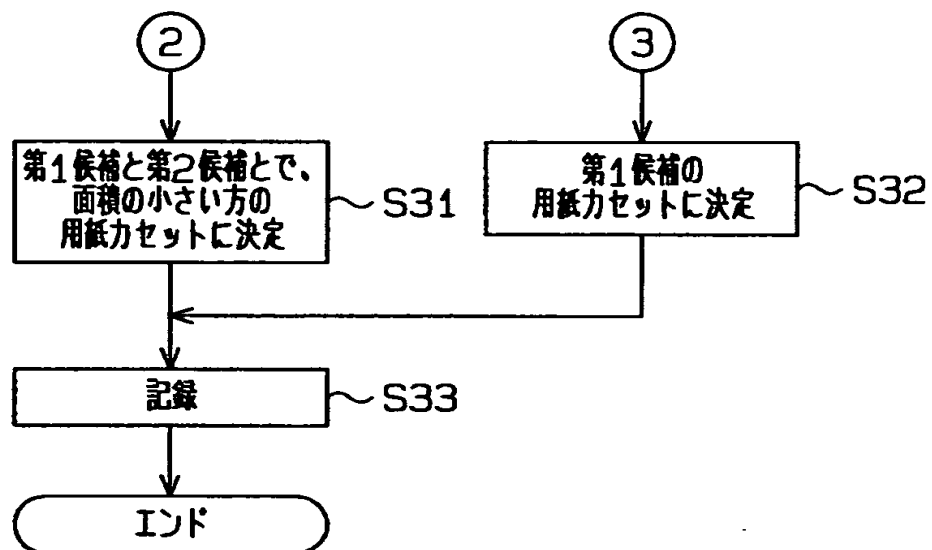 2
3
第1候補と第2候補とで、
面積の小さい方の
用紙カセットに決定
S31
第1候補の
用紙カセットに決定
S32
記録
S33
エンド